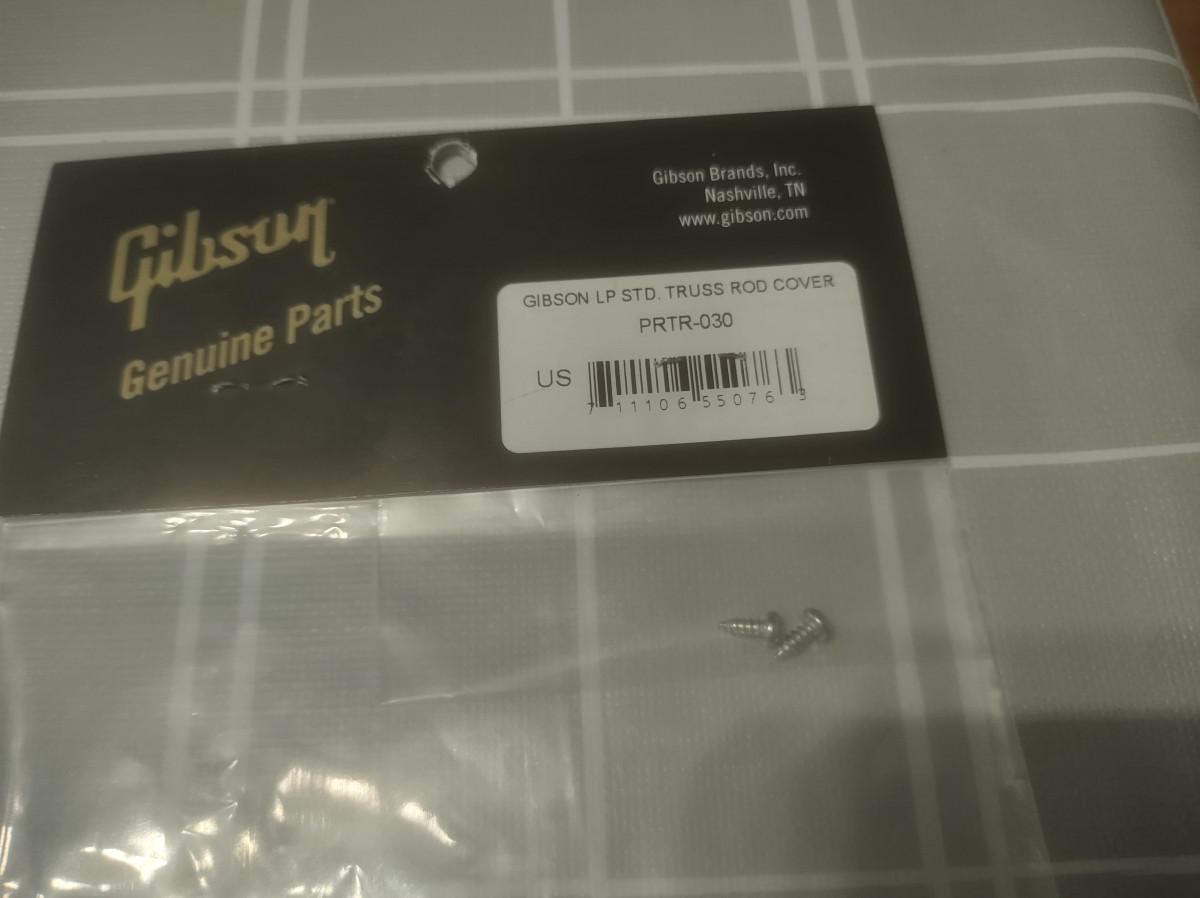 Gibson
Genuine Parts
Gibson Brands, Inc.
Nashville, TN
www.gibson.com
GIBSON LP STD. TRUSS ROD COVER
PRTR-030
US
7 11106 55076 3